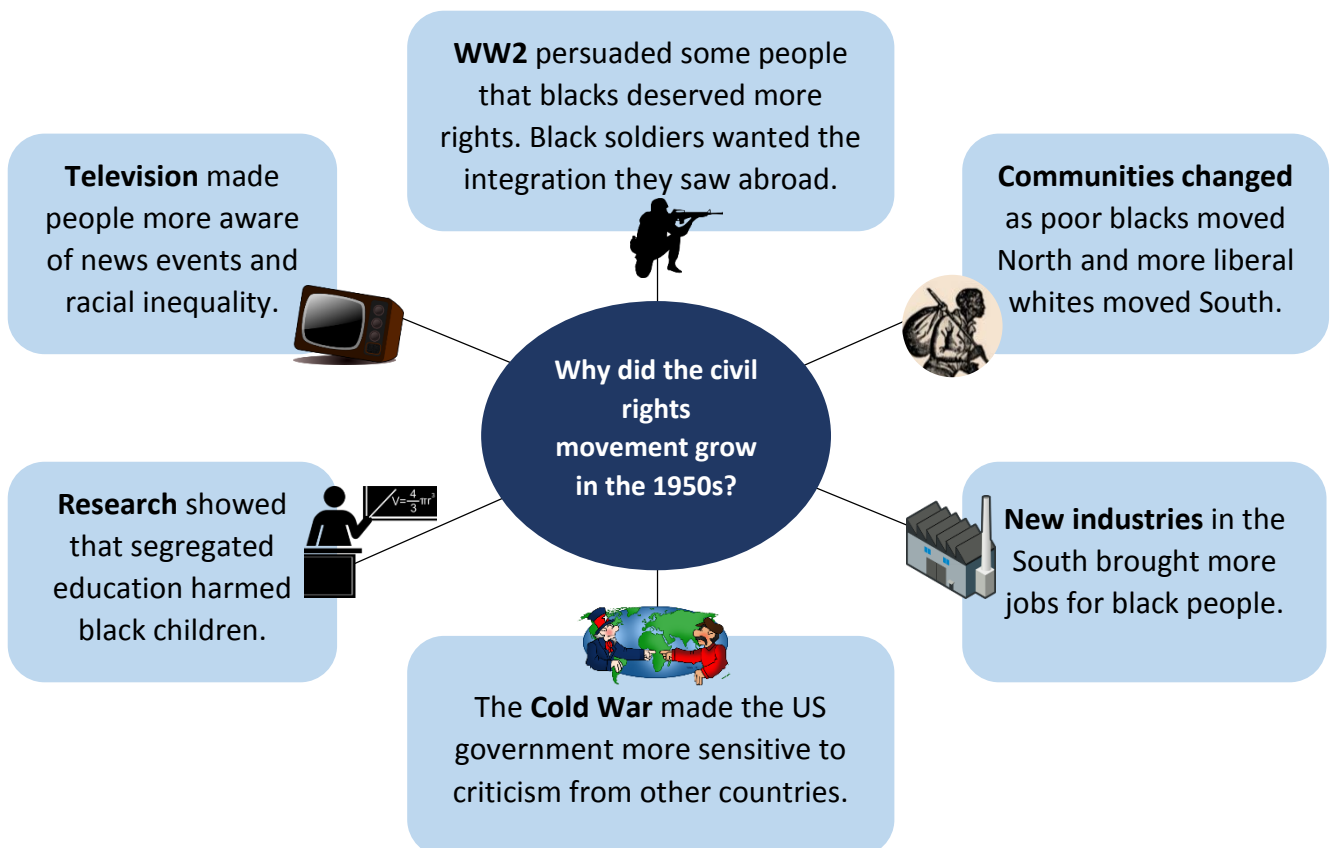 WW2 persuaded some people
that blacks deserved more
rights. Black soldiers wanted the
integration they saw abroad.
Television made
people more aware
of news events and
racial inequality.
Communities changed
as poor blacks moved
North and more liberal
whites moved South.
Why did the civil
rights
movement grow
in the 1950s?
Research showed
that segregated
education harmed
black children.
V=4/3πr³
New industries in the
South brought more
jobs for black people.
The Cold War made the US
government more sensitive to
criticism from other countries.